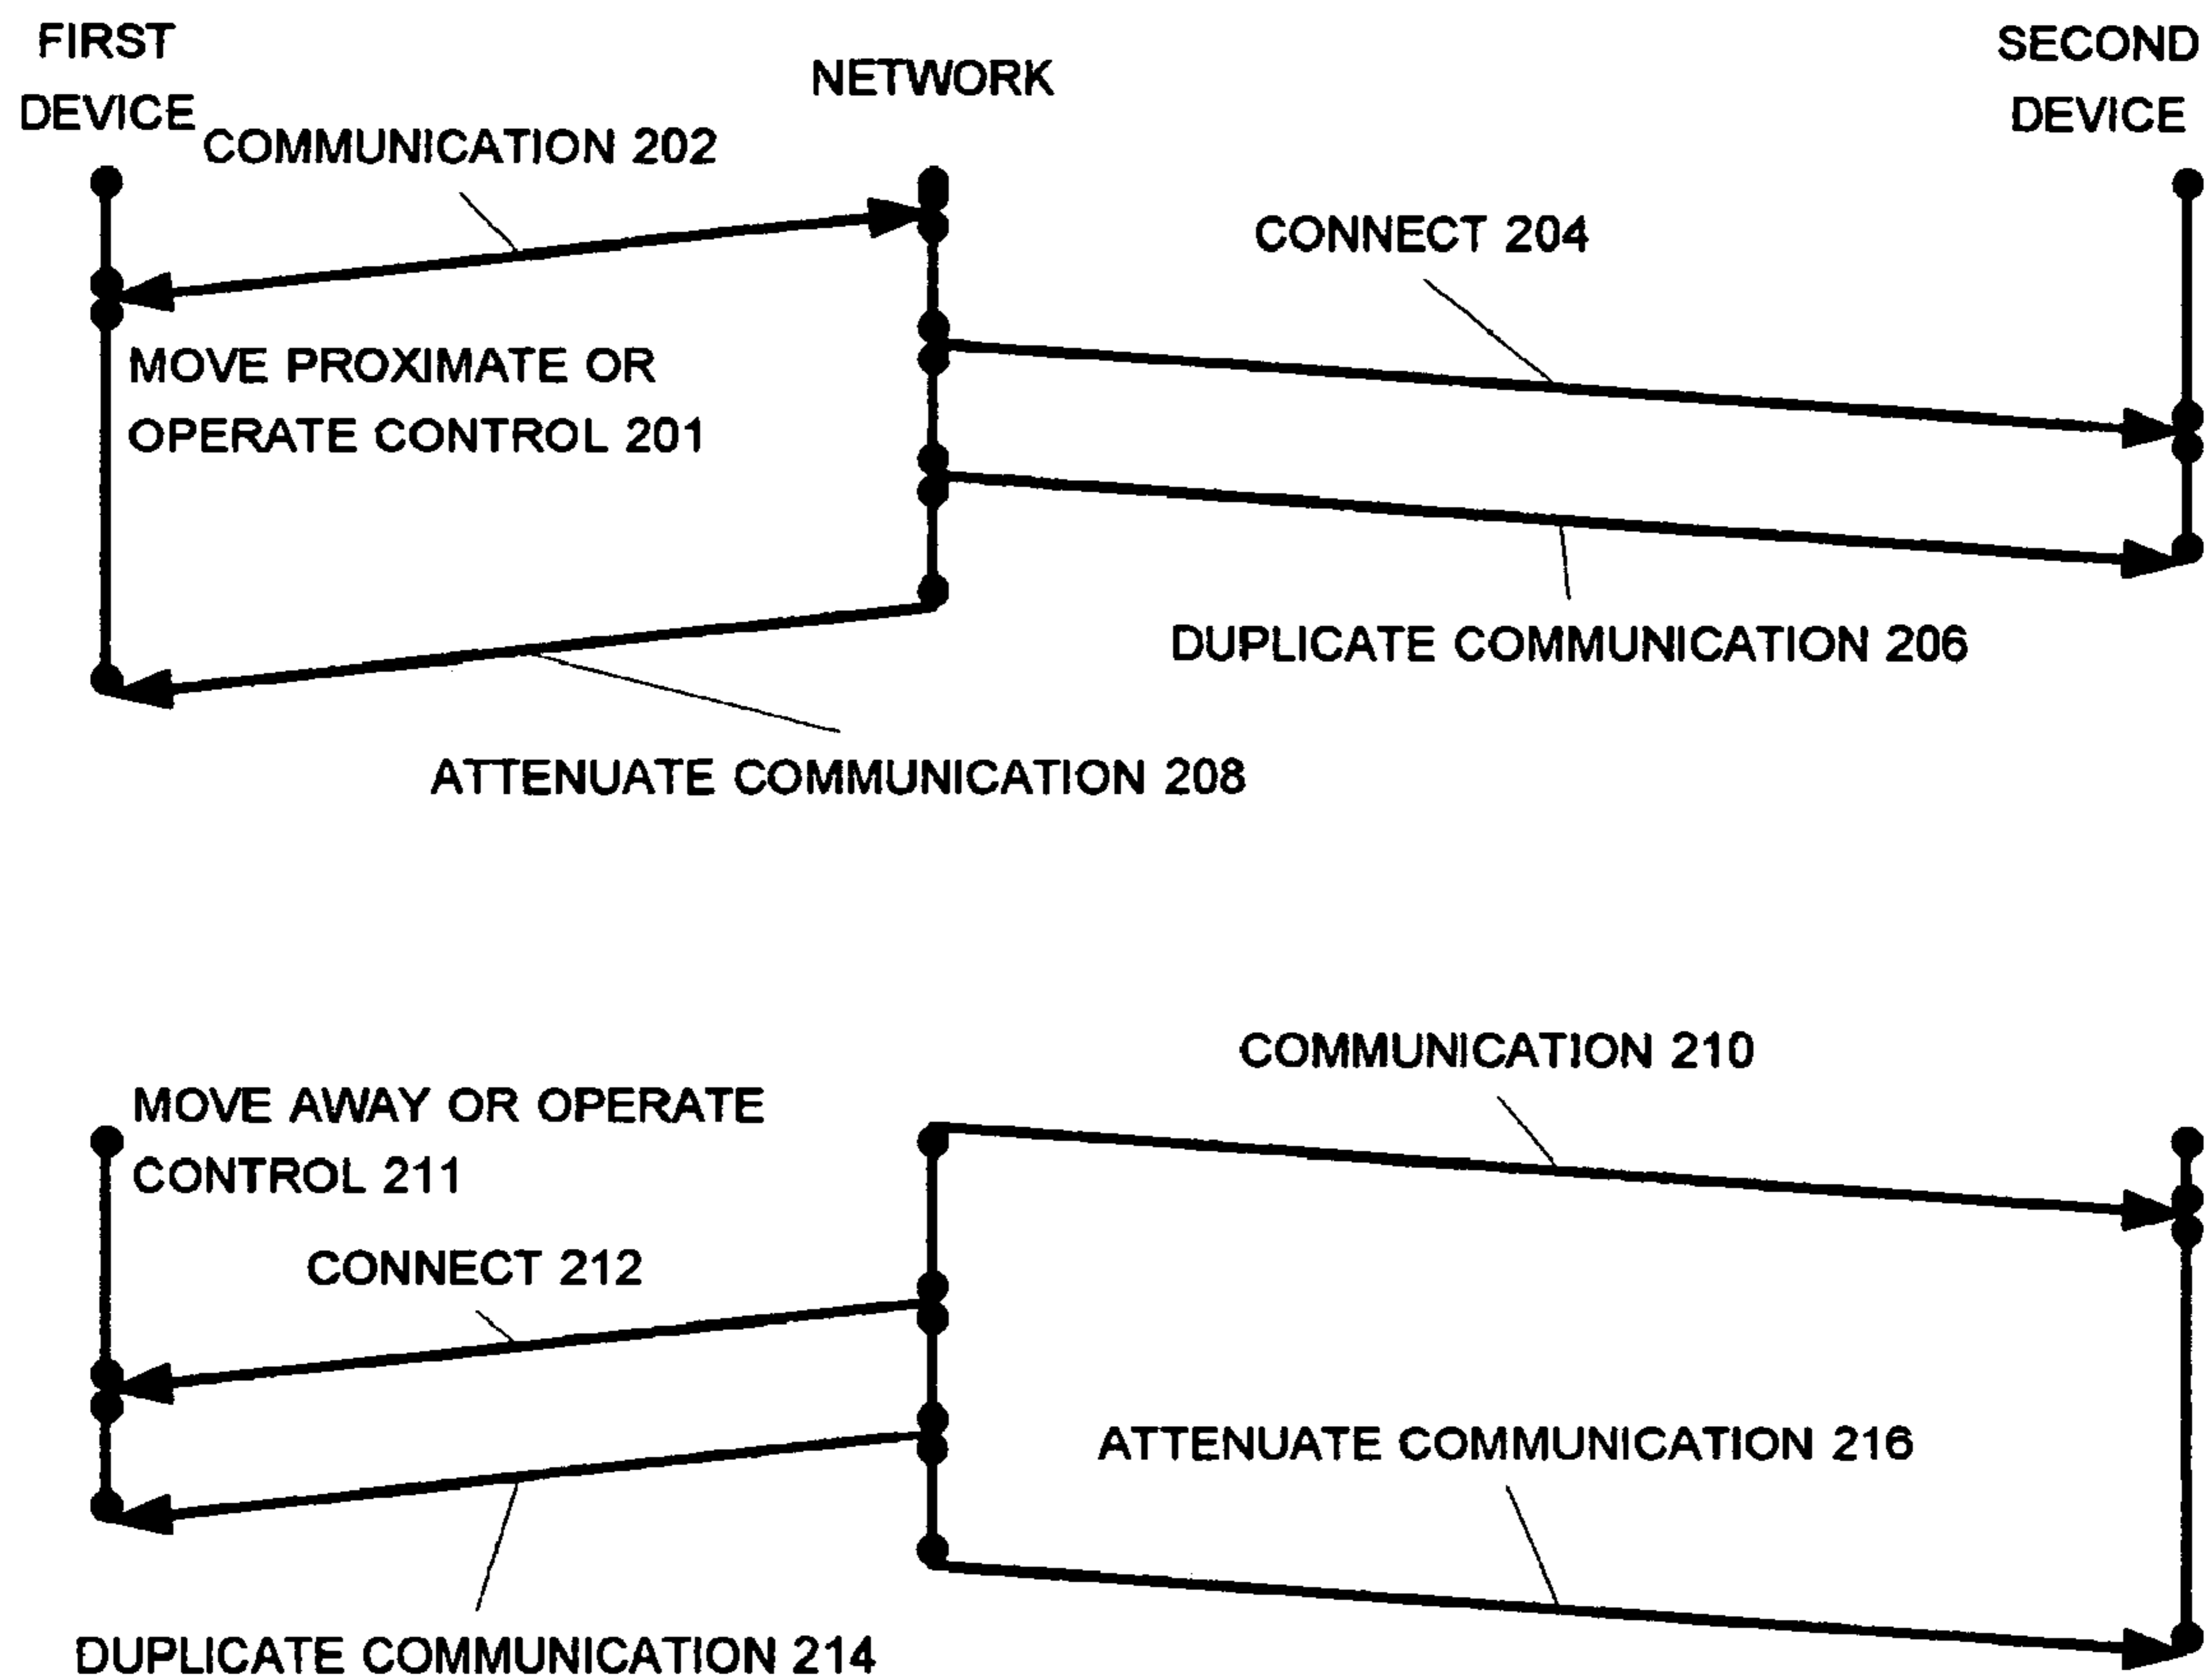 FIRST
DEVICE
NETWORK
SECOND
DEVICE
COMMUNICATION 202
CONNECT 204
MOVE PROXIMATE OR
OPERATE CONTROL 201
DUPLICATE COMMUNICATION 206
ATTENUATE COMMUNICATION 208
COMMUNICATION 210
MOVE AWAY OR OPERATE
CONTROL 211
CONNECT 212
ATTENUATE COMMUNICATION 216
DUPLICATE COMMUNICATION 214